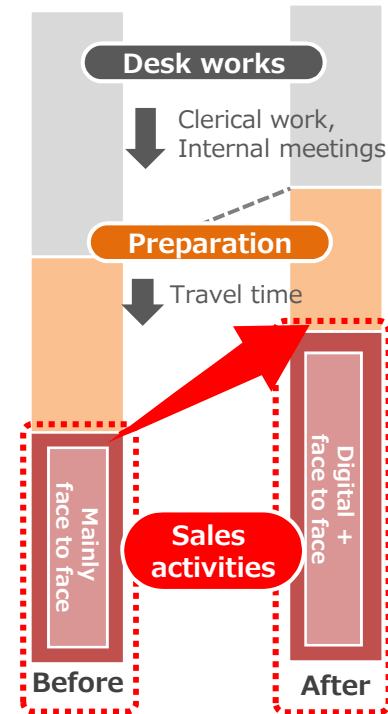 Desk works
Clerical work,
Internal meetings
Preparation
Travel time
Mainly
face to face
Digital +
face to face
Sales
activities
Before
After